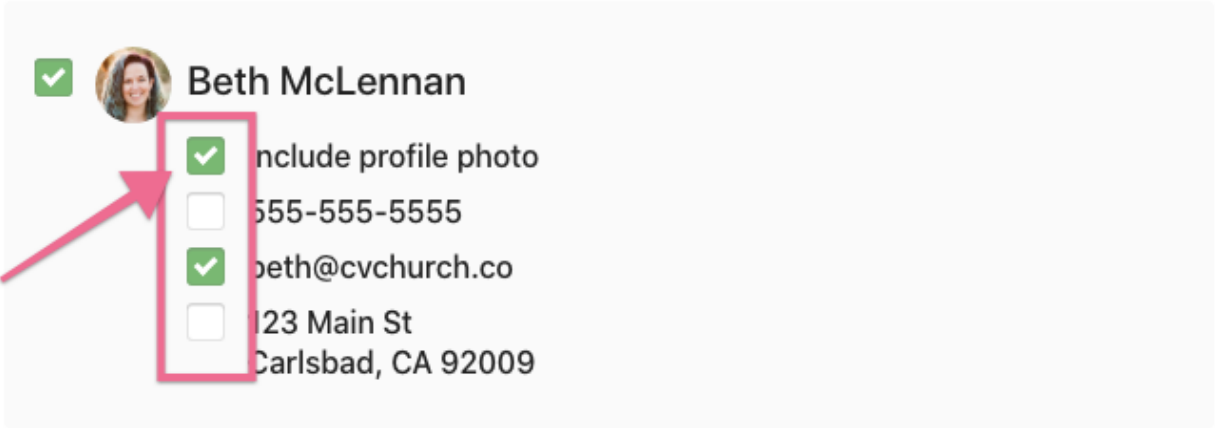 Beth McLennan
Include profile photo
555-555-5555
beth@cvchurch.co
123 Main St
Carlsbad, CA 92009